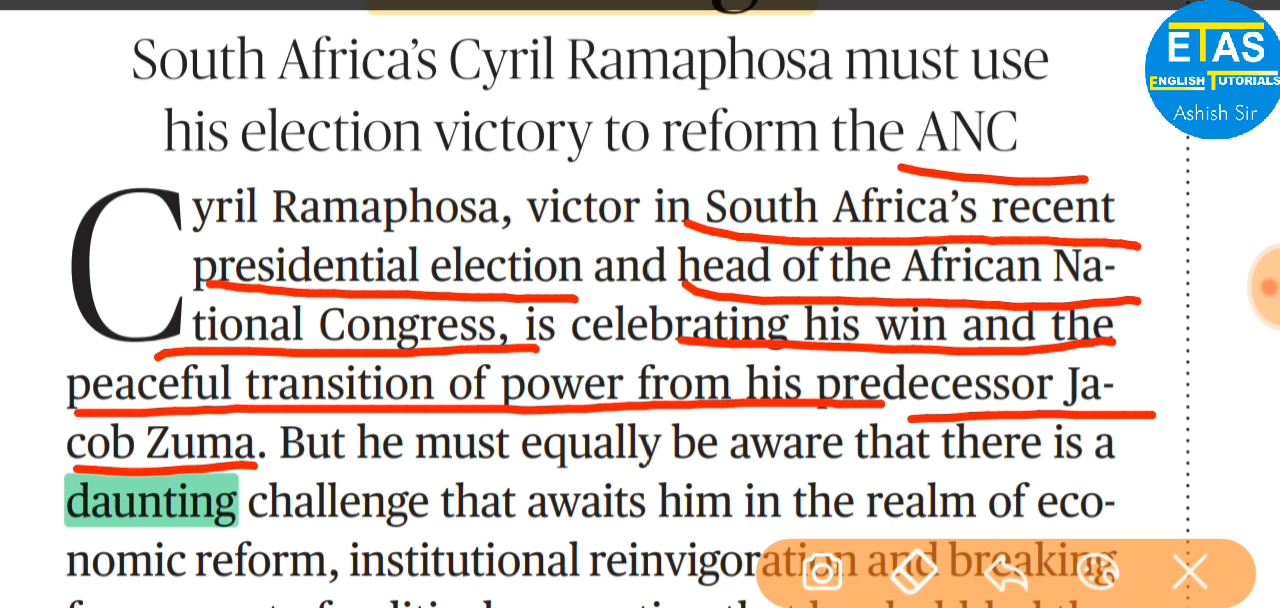 ETAS
ENGLISH TUTORIALS
Ashish Sir
South Africa’s Cyril Ramaphosa must use
his election victory to reform the ANC
Cyril Ramaphosa, victor in South Africa’s recent
presidential election and head of the African Na-
tional Congress, is celebrating his win and the
peaceful transition of power from his predecessor Ja-
cob Zuma. But he must equally be aware that there is a
daunting challenge that awaits him in the realm of eco-
nomic reform, institutional reinvigoration and breaking